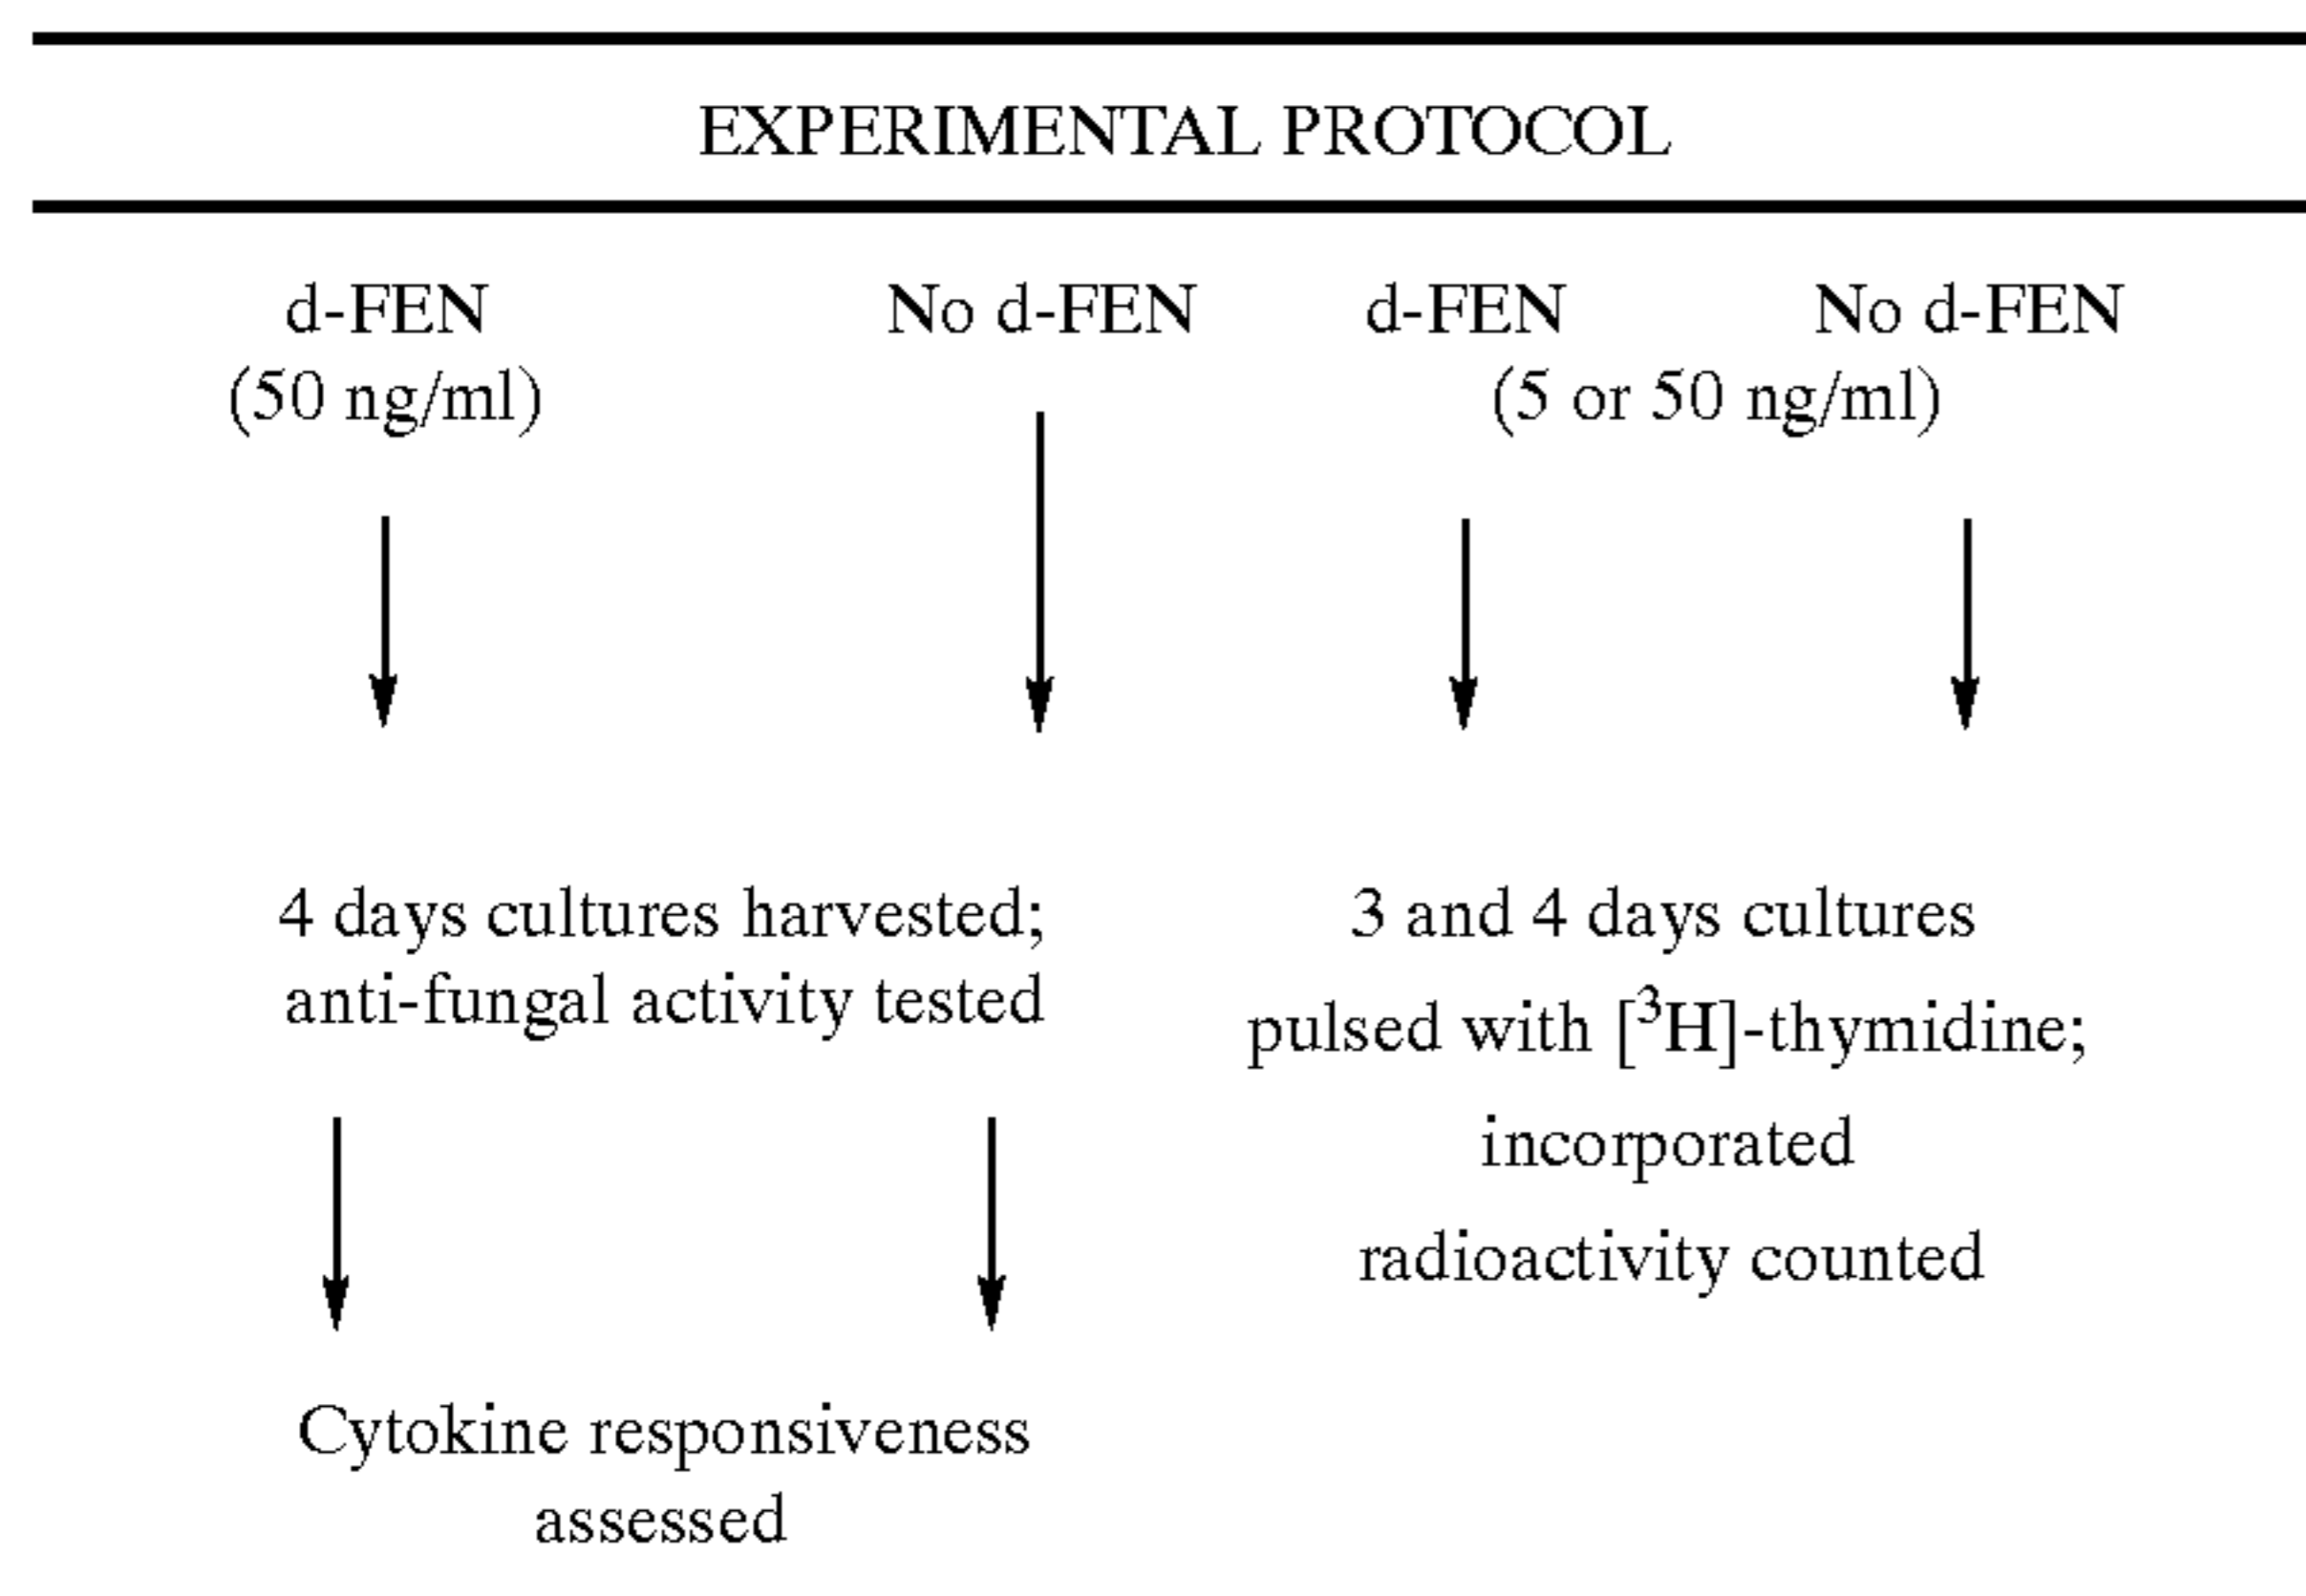 EXPERIMENTAL PROTOCOL
d-FEN No d-FEN d-FEN No d-FEN
(50 ng/ml) (5 or 50 ng/ml)
4 days cultures harvested;
anti-fungal activity tested
3 and 4 days cultures
pulsed with [³H]-thymidine;
incorporated
radioactivity counted
Cytokine responsiveness
assessed